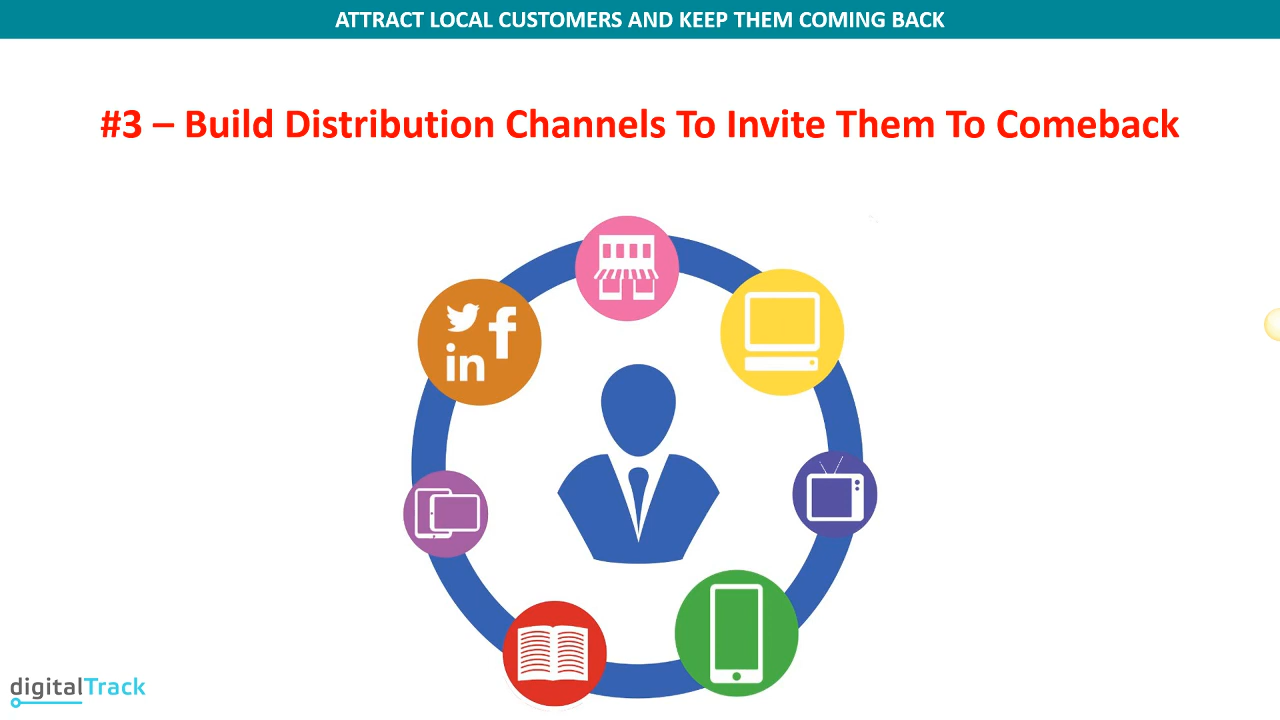 ATTRACT LOCAL CUSTOMERS AND KEEP THEM COMING BACK
#3 – Build Distribution Channels To Invite Them To Comeback
f
in
digitalTrack